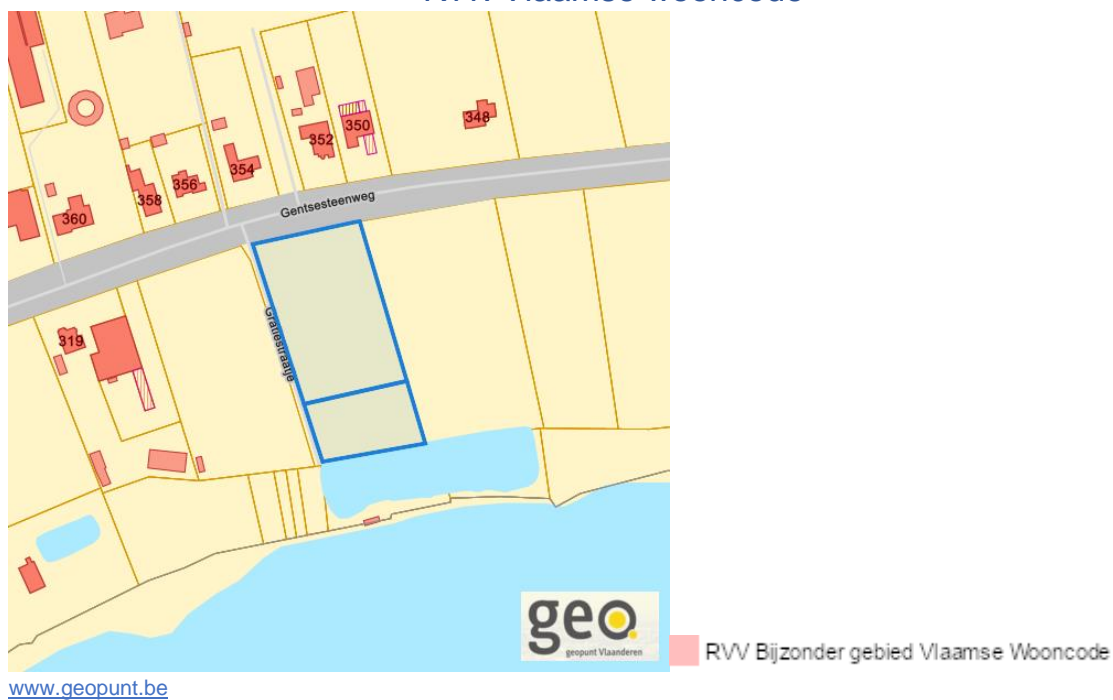 RVV Vlaamse wooncode
348
350
352
354
356
358
360
Gentsesteenweg
Gratiestraatje
319
geo
geopunt Vlaanderen
RVV Bijzonder gebied Vlaamse Wooncode
www.geopunt.be